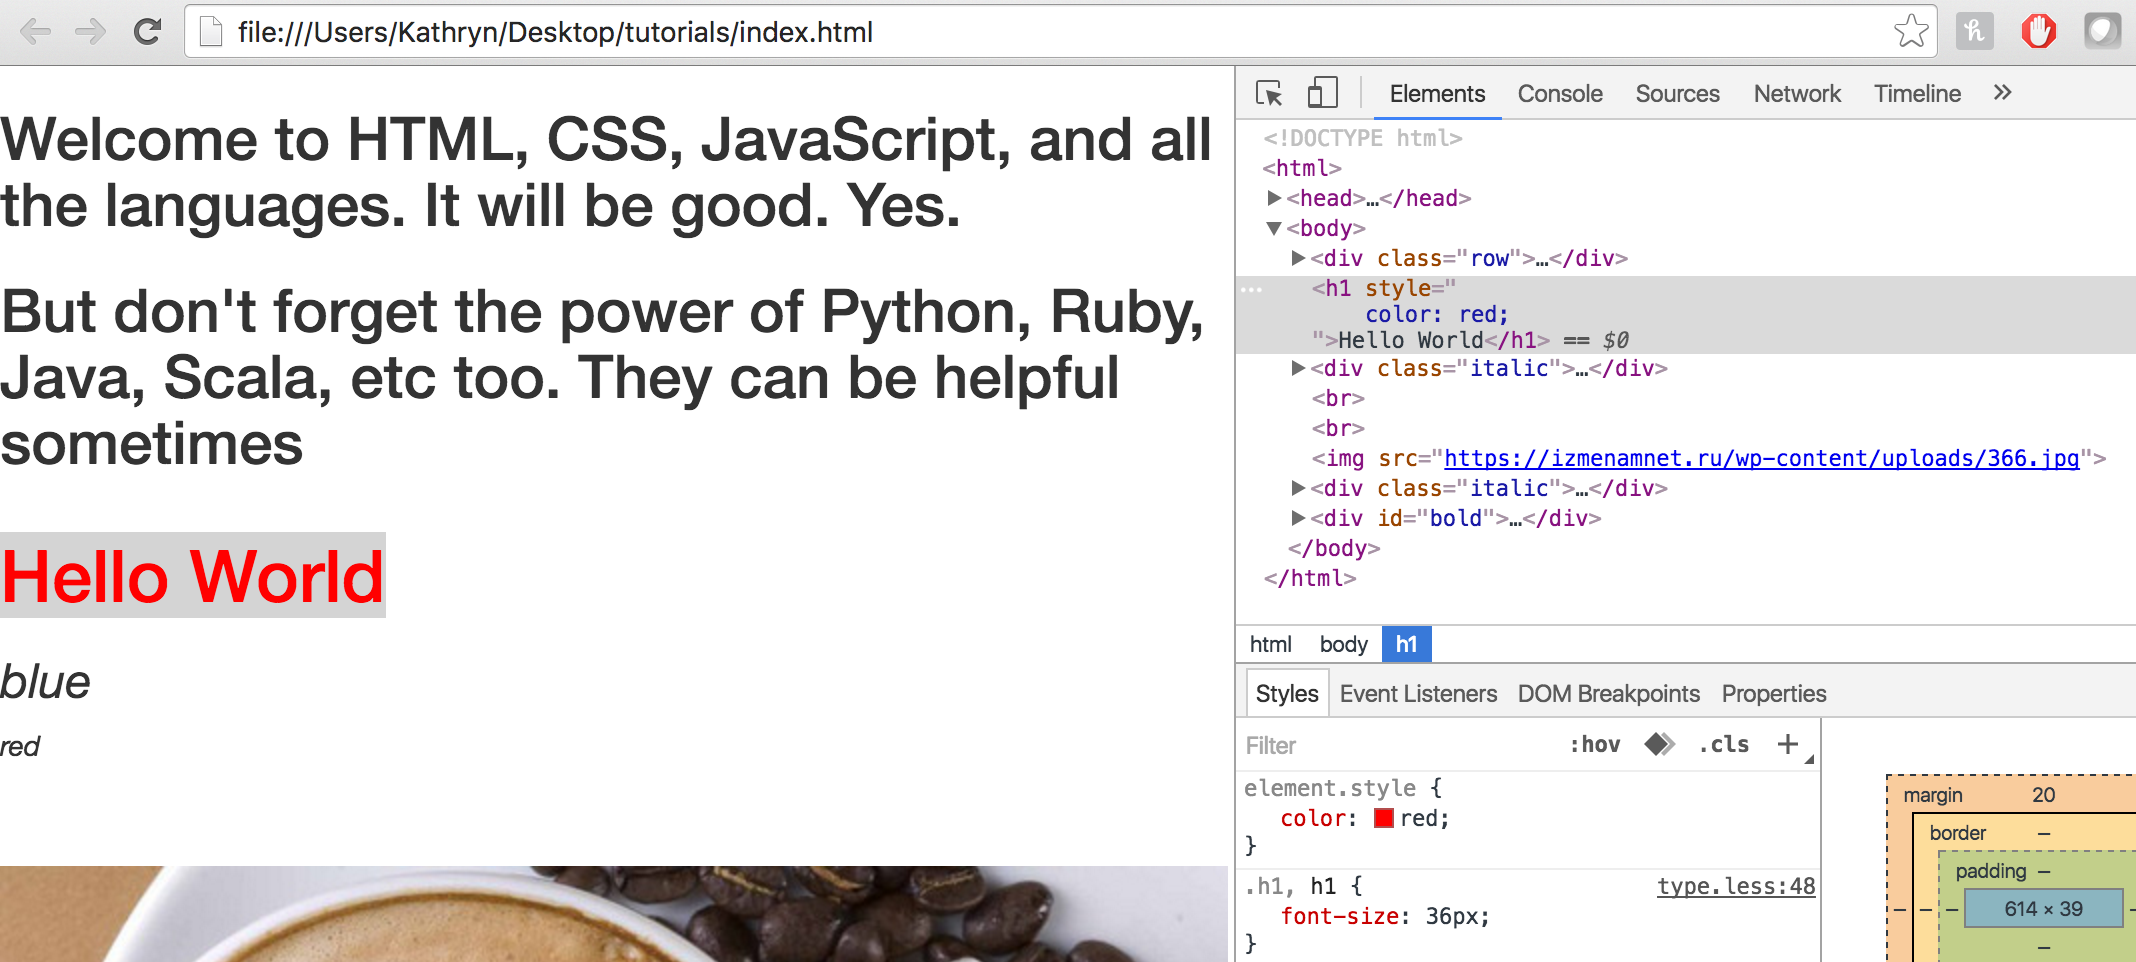 file:///Users/Kathryn/Desktop/tutorials/index.html
Welcome to HTML, CSS, JavaScript, and all
the languages. It will be good. Yes.
But don't forget the power of Python, Ruby,
Java, Scala, etc too. They can be helpful
sometimes
Hello World
blue
red
Elements Console Sources Network Timeline »
<!DOCTYPE html>
<html>
▶<head>…</head>
▼<body>
▶<div class="row">…</div>
… <h1 style="
color: red;
">Hello World</h1> == $0
▶<div class="italic">…</div>
<br>
<br>
<img src="https://izmenamnet.ru/wp-content/uploads/366.jpg">
▶<div class="italic">…</div>
▶<div id="bold">…</div>
</body>
</html>
html body h1
Styles Event Listeners DOM Breakpoints Properties
Filter :hov .cls +
element.style {
color: red;
}
.h1, h1 { type.less:48
font-size: 36px;
}
margin 20
border –
padding –
– – – 614 × 39 –
–